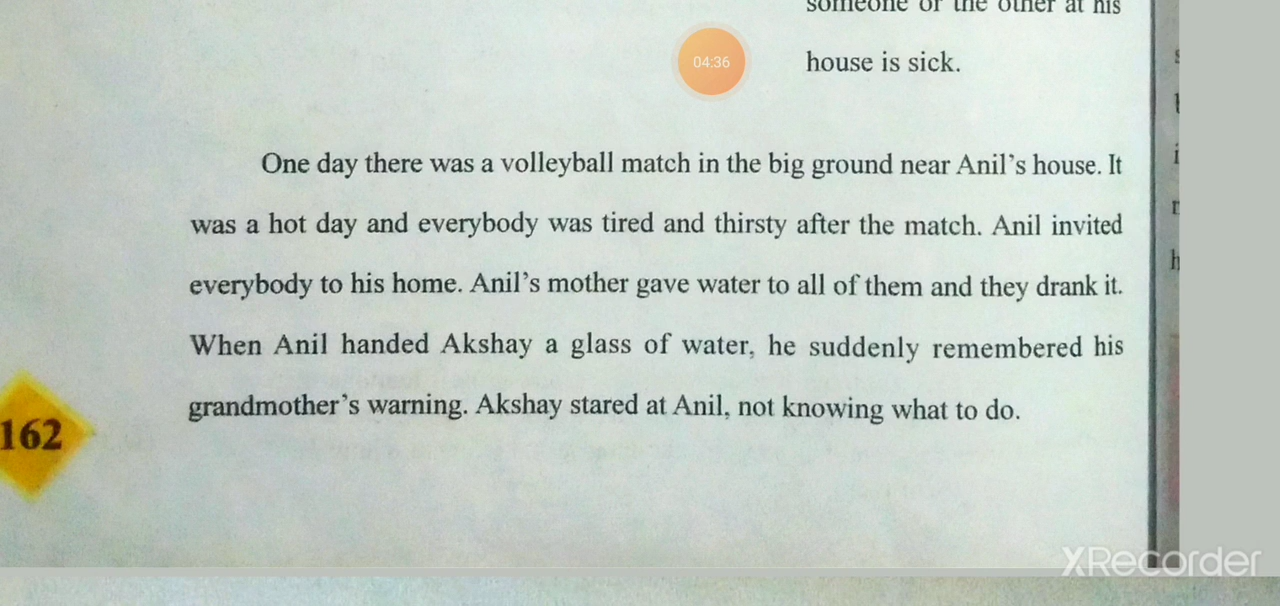 someone or the other at his
04:36
house is sick.
One day there was a volleyball match in the big ground near Anil's house. It
was a hot day and everybody was tired and thirsty after the match. Anil invited
everybody to his home. Anil's mother gave water to all of them and they drank it.
When Anil handed Akshay a glass of water, he suddenly remembered his
grandmother's warning. Akshay stared at Anil, not knowing what to do.
162
XRecorder